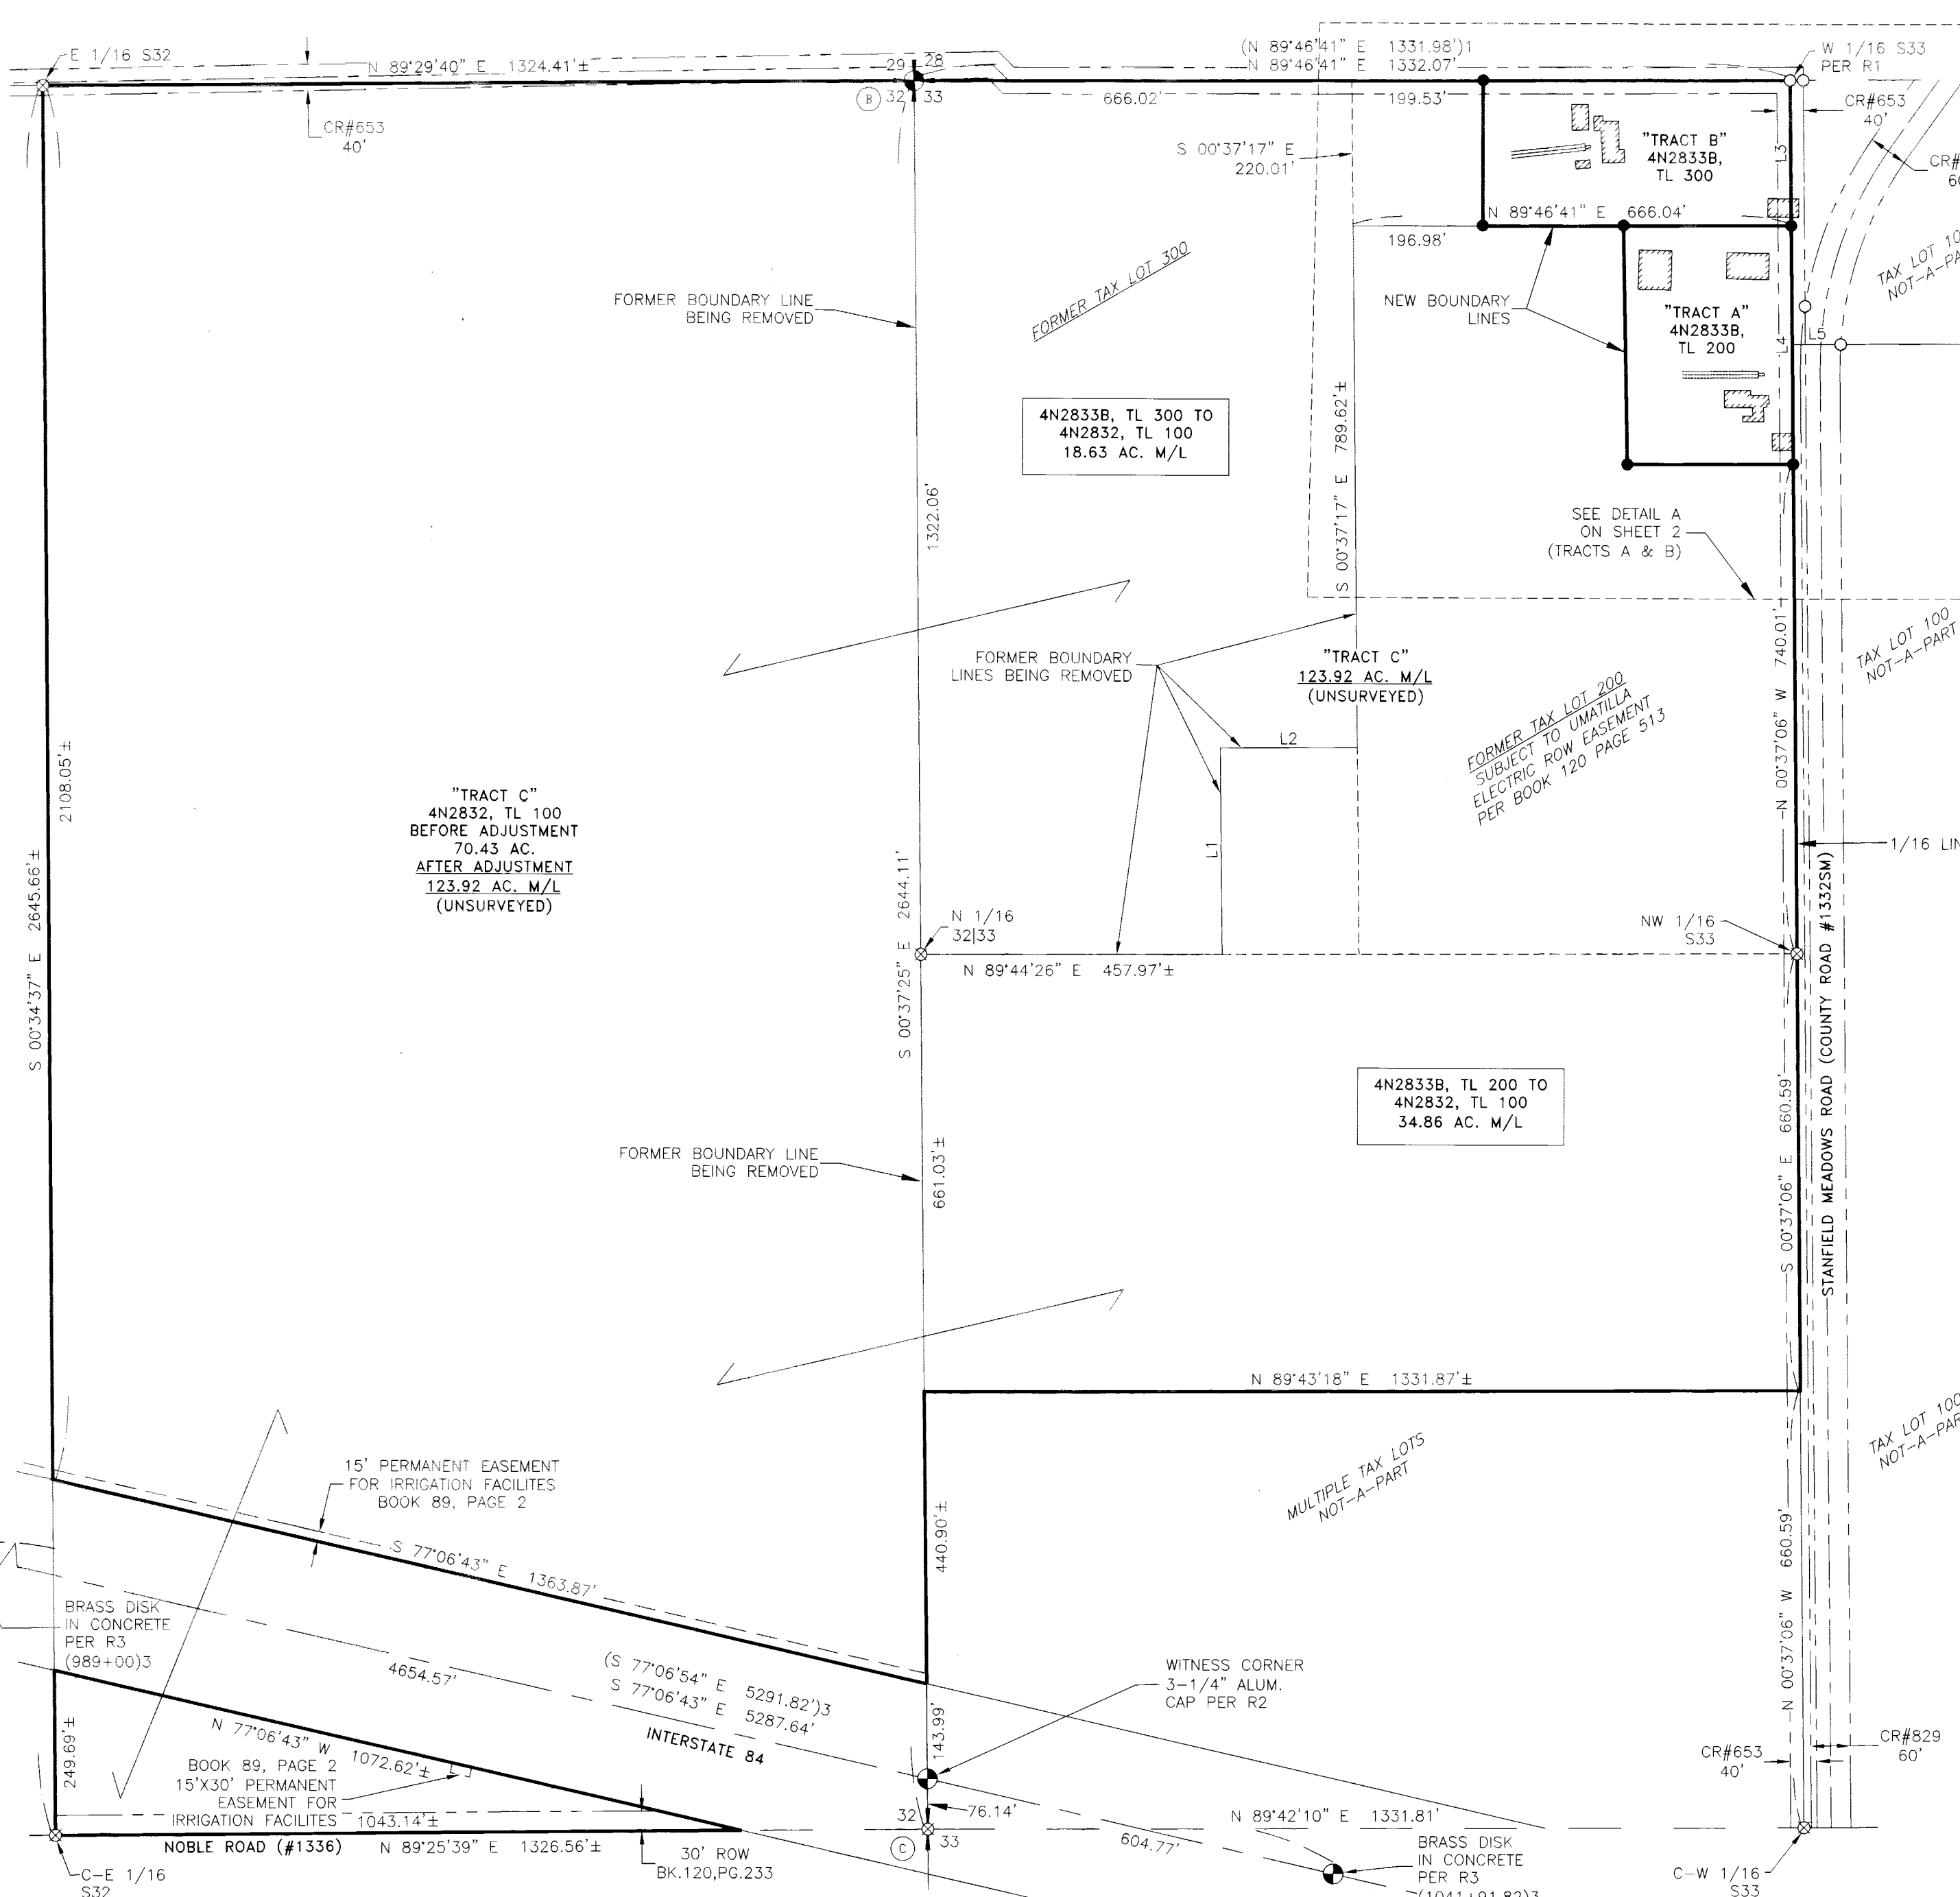 E 1/16 S32
N 89°29'40" E 1324.41'±
CR#653
40'
29
28
B
32
33
(N 89°46'41" E 1331.98')1
N 89°46'41" E 1332.07'
666.02'
199.53'
W 1/16 S33
PER R1
CR#653
40'
S 00°37'17" E
220.01'
"TRACT B"
4N2833B,
TL 300
L3
N 89°46'41" E 666.04'
196.98'
FORMER BOUNDARY LINE
BEING REMOVED
FORMER TAX LOT 300
NEW BOUNDARY
LINES
"TRACT A"
4N2833B,
TL 200
L4
L5
4N2833B, TL 300 TO
4N2832, TL 100
18.63 AC. M/L
S 00°37'17" E 789.62'±
1322.06'
SEE DETAIL A
ON SHEET 2
(TRACTS A & B)
FORMER BOUNDARY
LINES BEING REMOVED
"TRACT C"
123.92 AC. M/L
(UNSURVEYED)
FORMER TAX LOT 200
SUBJECT TO UMATILLA
ELECTRIC ROW EASEMENT
PER BOOK 120 PAGE 513
N 00°37'06" W 740.01'
TAX LOT 100
NOT-A-PART
L2
L1
2108.05'±
S 00°34'37" E 2645.66'±
"TRACT C"
4N2832, TL 100
BEFORE ADJUSTMENT
70.43 AC.
AFTER ADJUSTMENT
123.92 AC. M/L
(UNSURVEYED)
S 00°37'25" E 2644.11'
N 1/16
32|33
N 89°44'26" E 457.97'±
NW 1/16
S33
STANFIELD MEADOWS ROAD (COUNTY ROAD #1332SM)
1/16
4N2833B, TL 200 TO
4N2832, TL 100
34.86 AC. M/L
S 00°37'06" E 660.59'
FORMER BOUNDARY LINE
BEING REMOVED
661.03'±
N 89°43'18" E 1331.87'±
MULTIPLE TAX LOTS
NOT-A-PART
TAX LOT 100
15' PERMANENT EASEMENT
FOR IRRIGATION FACILITES
BOOK 89, PAGE 2
S 77°06'43" E 1363.87'
440.90'±
N 00°37'06" W 660.59'
BRASS DISK
IN CONCRETE
PER R3
(989+00)3
4654.57'
(S 77°06'54" E 5291.82')3
S 77°06'43" E 5287.64'
INTERSTATE 84
WITNESS CORNER
3-1/4" ALUM.
CAP PER R2
143.99'
N 77°06'43" W 1072.62'±
249.69'±
BOOK 89, PAGE 2
15'X30' PERMANENT
EASEMENT FOR
IRRIGATION FACILITES
1043.14'±
NOBLE ROAD (#1336)
N 89°25'39" E 1326.56'±
C-E 1/16
S32
30' ROW
BK.120,PG.233
32
33
C
76.14'
604.77'
N 89°42'10" E 1331.81'
BRASS DISK
IN CONCRETE
PER R3
(1041+91.82)3
CR#653
40'
CR#829
60'
C-W 1/16
S33